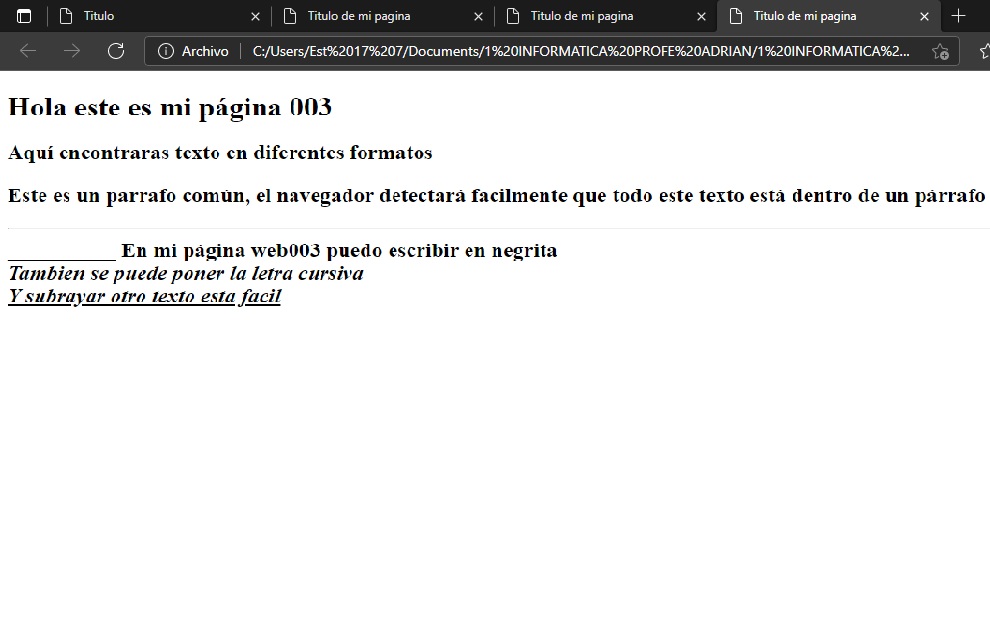 Titulo
Titulo de mi pagina
Titulo de mi pagina
Titulo de mi pagina
Archivo C:/Users/Est%2017%207/Documents/1%20INFORMATICA%20PROFE%20ADRIAN/1%20INFORMATICA%2...
Hola este es mi página 003
Aquí encontraras texto en diferentes formatos
Este es un parrafo común, el navegador detectará facilmente que todo este texto está dentro de un párrafo
__________ En mi página web003 puedo escribir en negrita
Tambien se puede poner la letra cursiva
Y subrayar otro texto esta facil